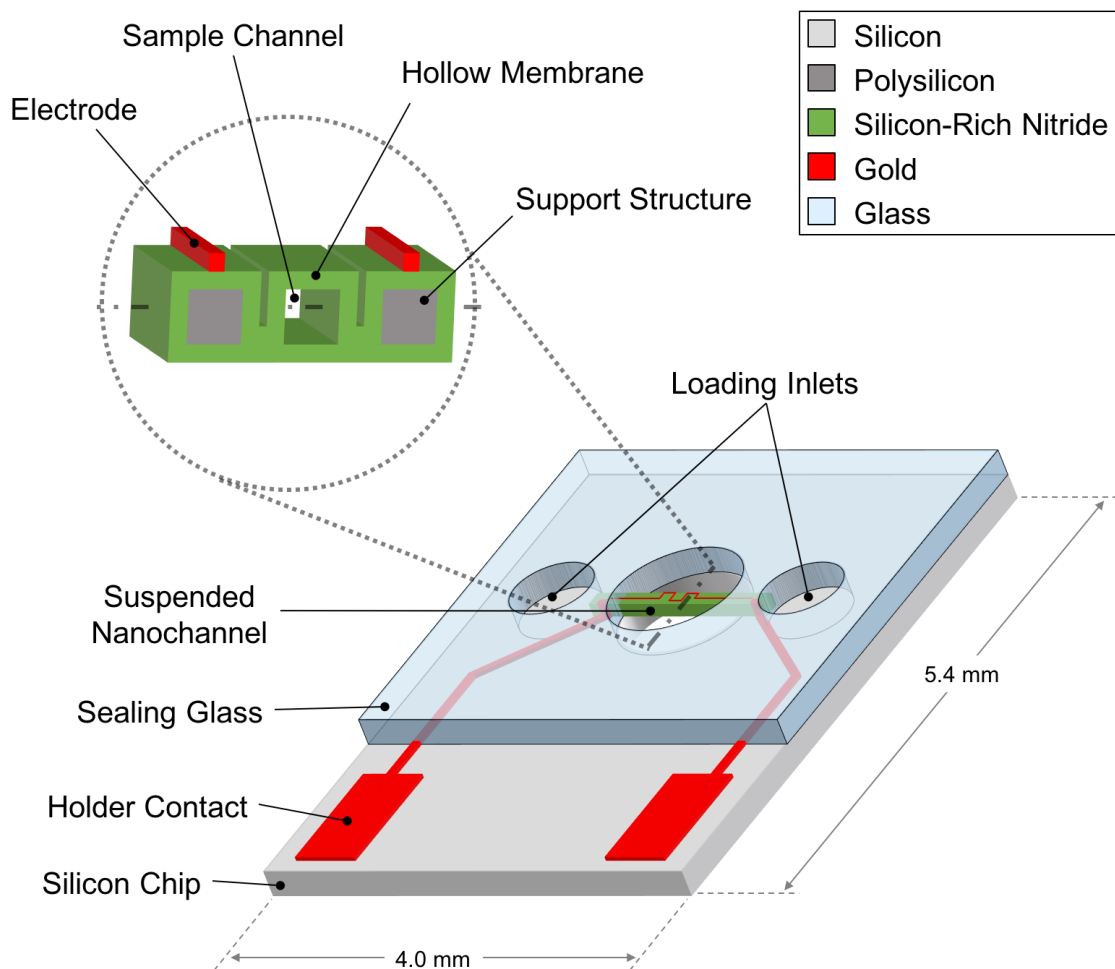 Sample Channel
Hollow Membrane
Electrode
Support Structure
Silicon
Polysilicon
Silicon-Rich Nitride
Gold
Glass
Loading Inlets
Suspended
Nanochannel
Sealing Glass
5.4 mm
Holder Contact
Silicon Chip
4.0 mm